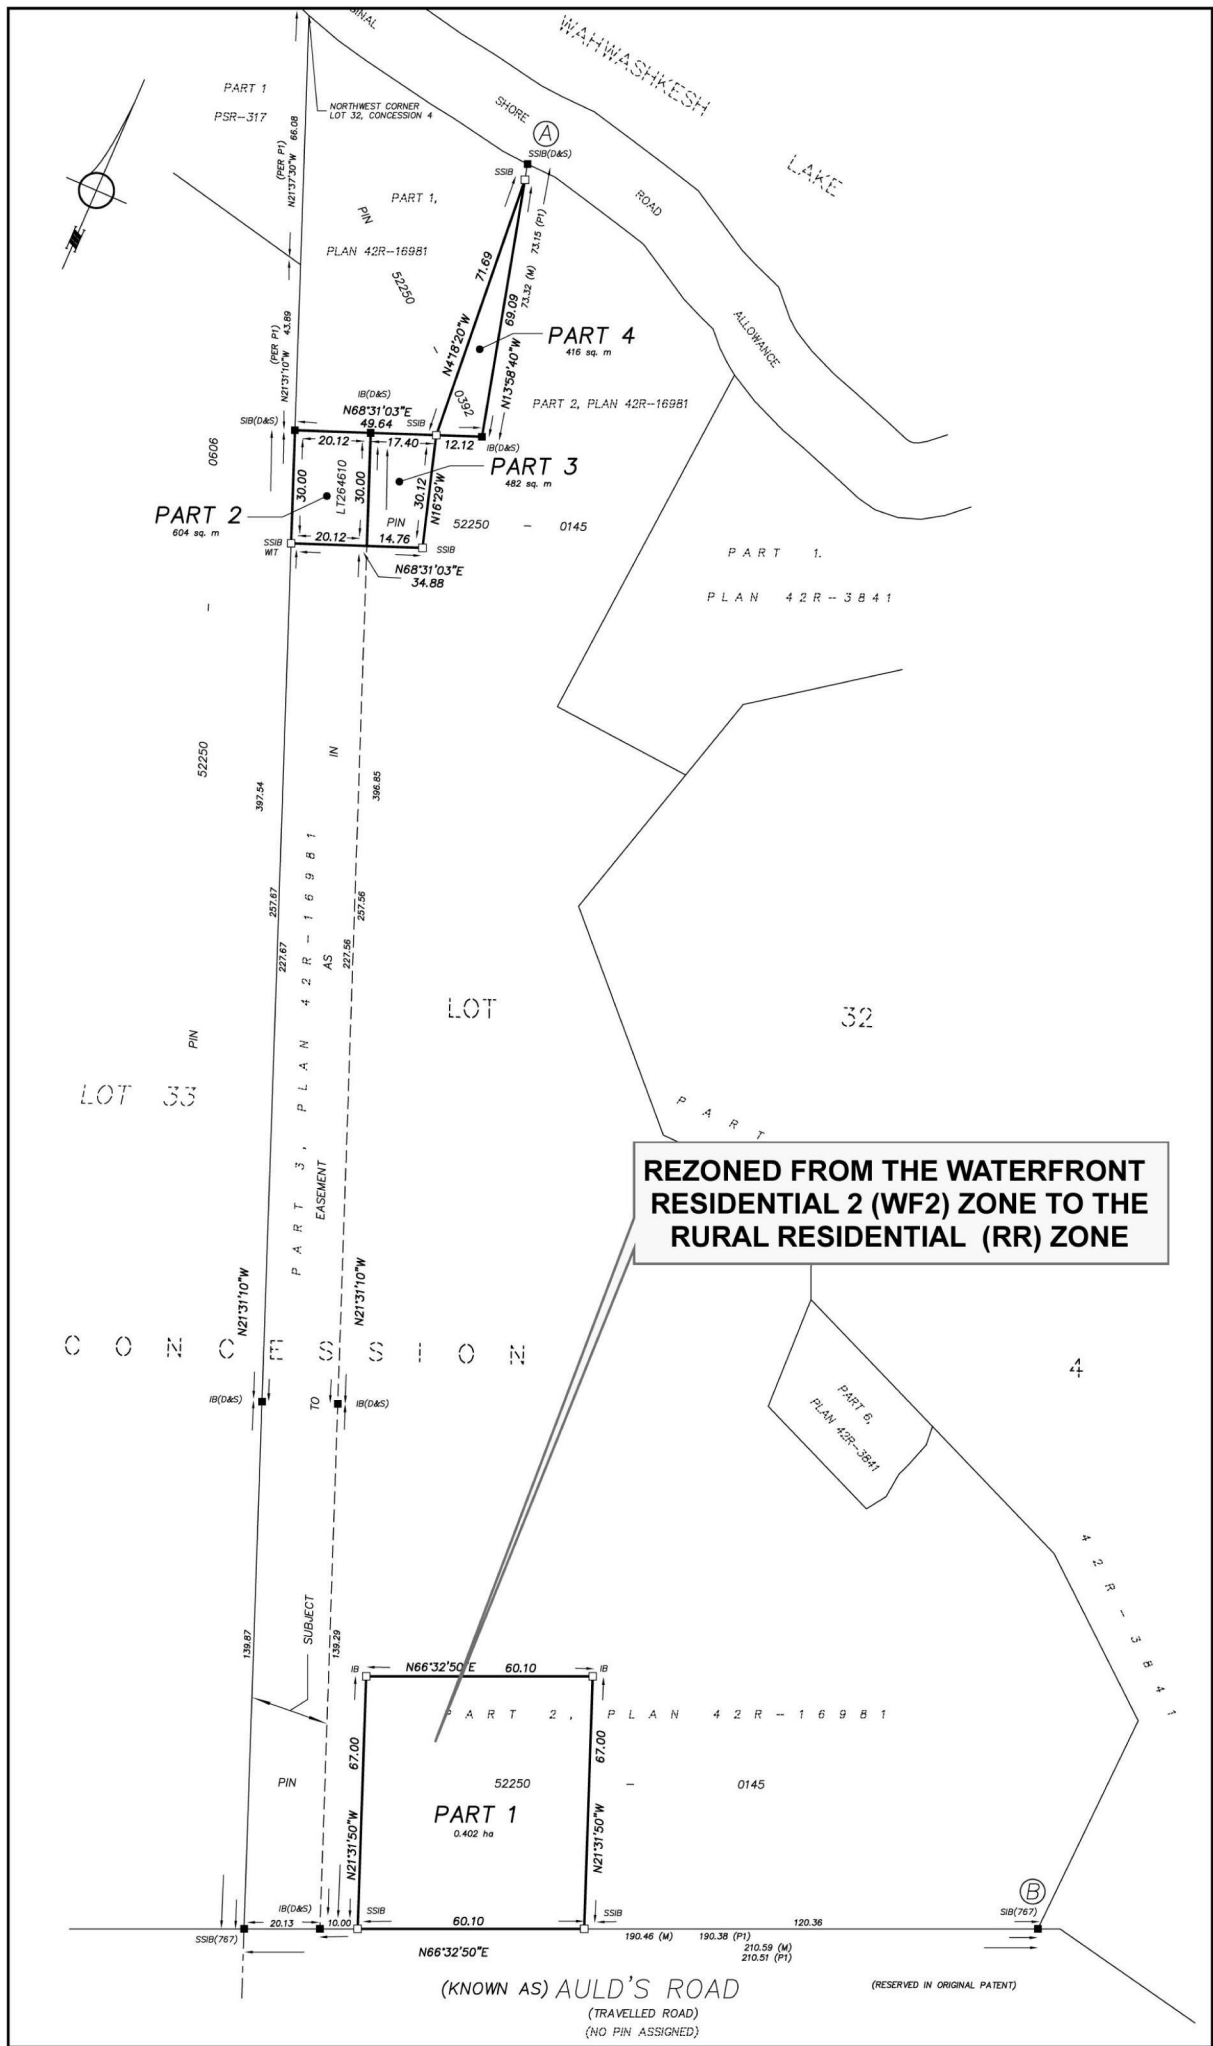 WAHWASHKESH
LAKE
SHORE
ROAD
ALLOWANCE
PART 1
PSR-317
NORTHWEST CORNER
LOT 32, CONCESSION 4
(PER P1)
N21°37'30"W 66.08
PART 1,
PIN
PLAN 42R-16981
52250
-
0392
(A)
SSIB(D&S)
SSIB
71.69
N4°18'20"W
69.09
N13°58'40"W
73.32 (M) 73.15 (P1)
PART 4
416 sq. m
PART 2, PLAN 42R-16981
(PER P1)
N21°31'10"W 43.89
SIB(D&S)
IB(D&S)
N68°31'03"E
49.64
SSIB
20.12
17.40
12.12
IB(D&S)
0606
30.00
LT264610
30.00
30.12
N16°29'W
PART 3
482 sq. m
PART 2
604 sq. m
PIN
52250 - 0145
20.12
14.76
SSIB
WIT
SSIB
N68°31'03"E
34.88
PART 1.
PLAN 42R-3841
-
52250
PIN
IN
397.54
396.85
257.67
257.56
227.67
227.56
PART 3, PLAN 42R-16981
AS
EASEMENT
TO
LOT 32
LOT 33
PART
REZONED FROM THE WATERFRONT
RESIDENTIAL 2 (WF2) ZONE TO THE
RURAL RESIDENTIAL (RR) ZONE
N21°31'10"W
N21°31'10"W
CONCESSION 4
IB(D&S)
IB(D&S)
PART 6,
PLAN 42R-3841
42R-3841
SUBJECT
139.87
139.29
IB
N66°32'50"E 60.10
IB
PART 2, PLAN 42R-16981
67.00
67.00
PIN
52250 - 0145
PART 1
0.402 ha
N21°31'50"W
N21°31'50"W
(B)
SIB(767)
IB(D&S)
SSIB
SSIB
20.13
10.00
60.10
120.36
SSIB(767)
190.46 (M) 190.38 (P1)
N66°32'50"E
210.59 (M)
210.51 (P1)
(KNOWN AS) AULD'S ROAD
(RESERVED IN ORIGINAL PATENT)
(TRAVELLED ROAD)
(NO PIN ASSIGNED)